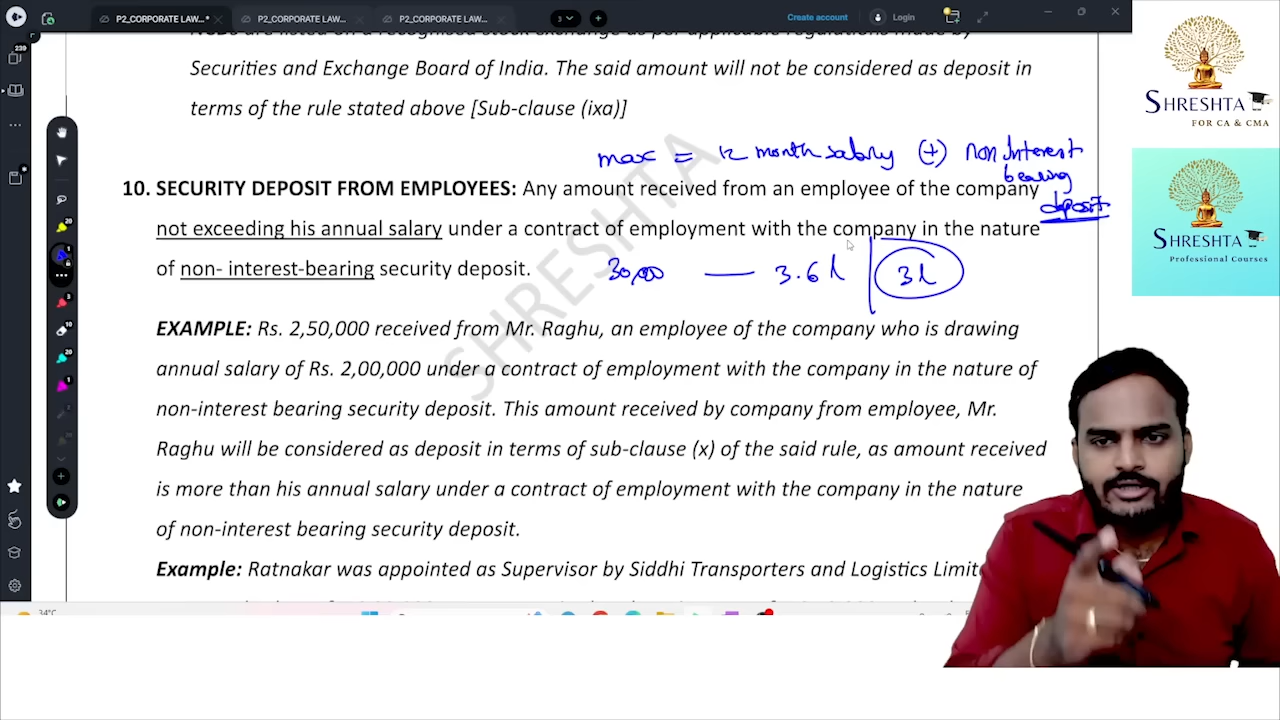 P2_CORPORATE LAW...* P2_CORPORATE LAW... P2_CORPORATE LAW... 3 Create account Login
239
Securities and Exchange Board of India. The said amount will not be considered as deposit in
terms of the rule stated above [Sub-clause (ixa)]
max = 12 month salary (+) non interest
bearing
deposit
10. SECURITY DEPOSIT FROM EMPLOYEES: Any amount received from an employee of the company
not exceeding his annual salary under a contract of employment with the company in the nature
of non- interest-bearing security deposit.
30,000 — 3.6 l 3 l
EXAMPLE: Rs. 2,50,000 received from Mr. Raghu, an employee of the company who is drawing
annual salary of Rs. 2,00,000 under a contract of employment with the company in the nature of
non-interest bearing security deposit. This amount received by company from employee, Mr.
Raghu will be considered as deposit in terms of sub-clause (x) of the said rule, as amount received
is more than his annual salary under a contract of employment with the company in the nature
of non-interest bearing security deposit.
Example: Ratnakar was appointed as Supervisor by Siddhi Transporters and Logistics Limit
SHRESHTA
SHRESHTA
FOR CA & CMA
SHRESHTA
Professional Courses
34°C